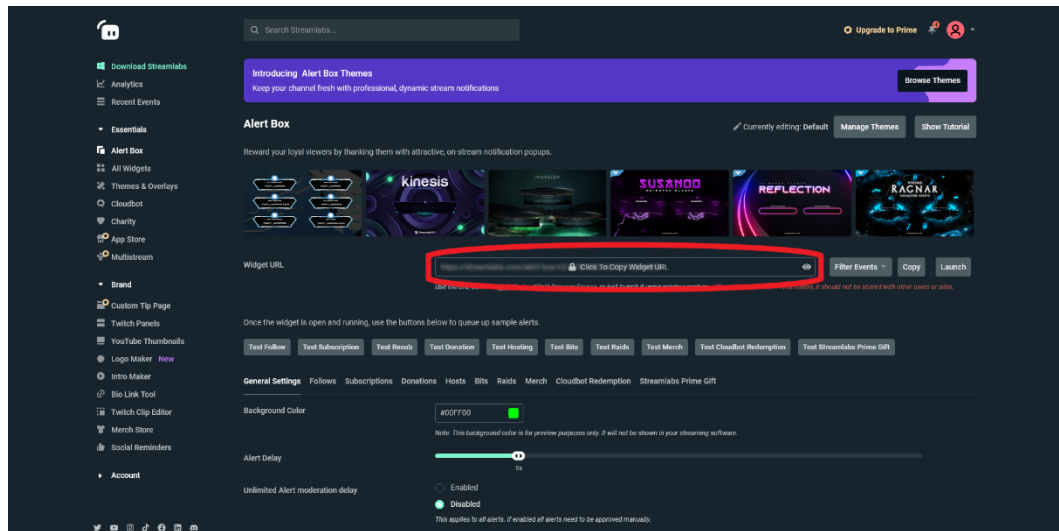 Search Streamlabs...
Upgrade to Prime
Download Streamlabs
Analytics
Recent Events
Essentials
Alert Box
All Widgets
Themes & Overlays
Cloudbot
Charity
App Store
Multistream
Brand
Custom Tip Page
Twitch Panels
YouTube Thumbnails
Logo Maker New
Intro Maker
Bio Link Tool
Twitch Clip Editor
Merch Store
Social Reminders
Account
Introducing Alert Box Themes
Keep your channel fresh with professional, dynamic stream notifications
Browse Themes
Alert Box
Currently editing: Default
Manage Themes
Show Tutorial
Reward your loyal viewers by thanking them with attractive, on-stream notification popups.
kinesis
SUSANOO
REFLECTION
RAGNAR
Widget URL
Click To Copy Widget URL
Filter Events
Copy
Launch
should not be shared with other users or sites.
Once the widget is open and running, use the buttons below to queue up sample alerts.
Test Follow Test Subscription Test Resub Test Donation Test Hosting Test Bits Test Raids Test Merch Test Cloudbot Redemption Test Streamlabs Prime Gift
General Settings Follows Subscriptions Donations Hosts Bits Raids Merch Cloudbot Redemption Streamlabs Prime Gift
Background Color
#00FF00
Note: This background color is for preview purposes only. It will not be shown in your streaming software.
Alert Delay
5s
Unlimited Alert moderation delay
Enabled
Disabled
This applies to all alerts. If enabled all alerts need to be approved manually.